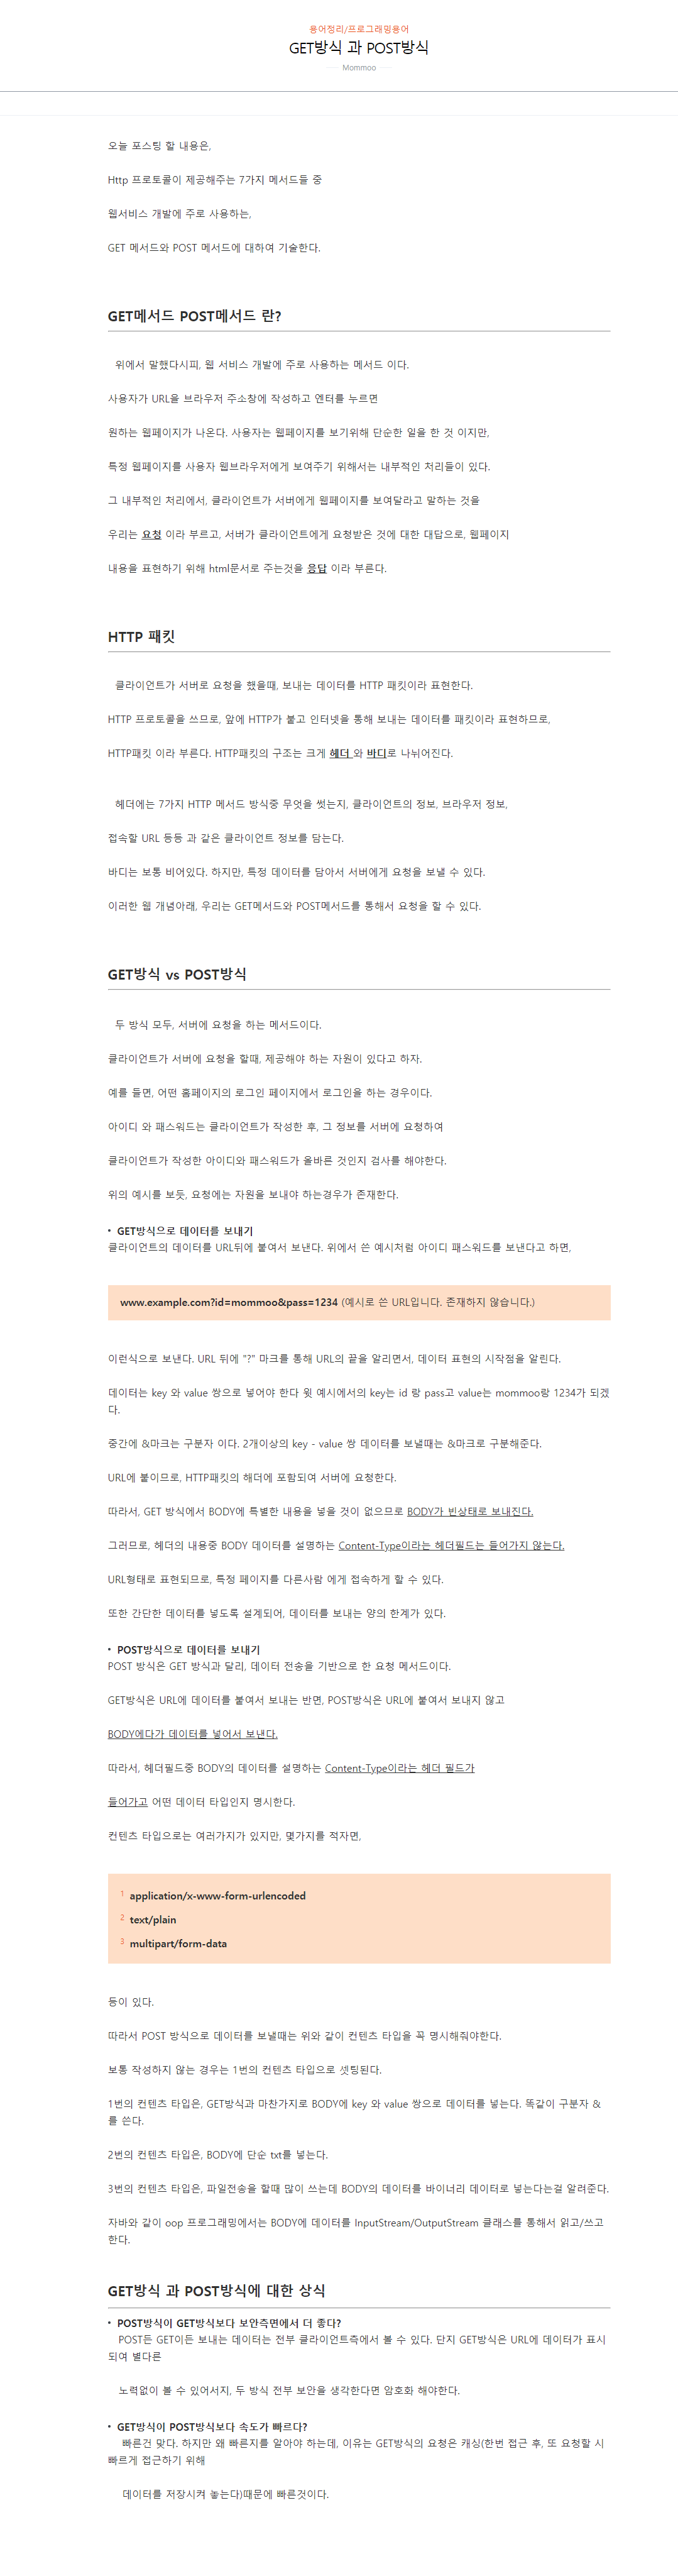 용어정리/프로그래밍용어
GET방식 과 POST방식
Mommoo
오늘 포스팅 할 내용은,
Http 프로토콜이 제공해주는 7가지 메서드들 중
웹서비스 개발에 주로 사용하는,
GET 메서드와 POST 메서드에 대하여 기술한다.
GET메서드 POST메서드 란?
위에서 말했다시피, 웹 서비스 개발에 주로 사용하는 메서드 이다.
사용자가 URL을 브라우저 주소창에 작성하고 엔터를 누르면
원하는 웹페이지가 나온다. 사용자는 웹페이지를 보기위해 단순한 일을 한 것 이지만,
특정 웹페이지를 사용자 웹브라우저에게 보여주기 위해서는 내부적인 처리들이 있다.
그 내부적인 처리에서, 클라이언트가 서버에게 웹페이지를 보여달라고 말하는 것을
우리는 요청 이라 부르고, 서버가 클라이언트에게 요청받은 것에 대한 대답으로, 웹페이지
내용을 표현하기 위해 html문서로 주는것을 응답 이라 부른다.
HTTP 패킷
클라이언트가 서버로 요청을 했을때, 보내는 데이터를 HTTP 패킷이라 표현한다.
HTTP 프로토콜을 쓰므로, 앞에 HTTP가 붙고 인터넷을 통해 보내는 데이터를 패킷이라 표현하므로,
HTTP패킷 이라 부른다. HTTP패킷의 구조는 크게 헤더 와 바디로 나뉘어진다.
헤더에는 7가지 HTTP 메서드 방식중 무엇을 썻는지, 클라이언트의 정보, 브라우저 정보,
접속할 URL 등등 과 같은 클라이언트 정보를 담는다.
바디는 보통 비어있다. 하지만, 특정 데이터를 담아서 서버에게 요청을 보낼 수 있다.
이러한 웹 개념아래, 우리는 GET메서드와 POST메서드를 통해서 요청을 할 수 있다.
GET방식 vs POST방식
두 방식 모두, 서버에 요청을 하는 메서드이다.
클라이언트가 서버에 요청을 할때, 제공해야 하는 자원이 있다고 하자.
예를 들면, 어떤 홈페이지의 로그인 페이지에서 로그인을 하는 경우이다.
아이디 와 패스워드는 클라이언트가 작성한 후, 그 정보를 서버에 요청하여
클라이언트가 작성한 아이디와 패스워드가 올바른 것인지 검사를 해야한다.
위의 예시를 보듯, 요청에는 자원을 보내야 하는경우가 존재한다.
• GET방식으로 데이터를 보내기
클라이언트의 데이터를 URL뒤에 붙여서 보낸다. 위에서 쓴 예시처럼 아이디 패스워드를 보낸다고 하면,
www.example.com?id=mommoo&pass=1234 (예시로 쓴 URL입니다. 존재하지 않습니다.)
이런식으로 보낸다. URL 뒤에 "?" 마크를 통해 URL의 끝을 알리면서, 데이터 표현의 시작점을 알린다.
데이터는 key 와 value 쌍으로 넣어야 한다 윗 예시에서의 key는 id 랑 pass고 value는 mommoo랑 1234가 되겠
다.
중간에 &마크는 구분자 이다. 2개이상의 key - value 쌍 데이터를 보낼때는 &마크로 구분해준다.
URL에 붙이므로, HTTP패킷의 해더에 포함되여 서버에 요청한다.
따라서, GET 방식에서 BODY에 특별한 내용을 넣을 것이 없으므로 BODY가 빈상태로 보내진다.
그러므로, 헤더의 내용중 BODY 데이터를 설명하는 Content-Type이라는 헤더필드는 들어가지 않는다.
URL형태로 표현되므로, 특정 페이지를 다른사람 에게 접속하게 할 수 있다.
또한 간단한 데이터를 넣도록 설계되어, 데이터를 보내는 양의 한계가 있다.
• POST방식으로 데이터를 보내기
POST 방식은 GET 방식과 달리, 데이터 전송을 기반으로 한 요청 메서드이다.
GET방식은 URL에 데이터를 붙여서 보내는 반면, POST방식은 URL에 붙여서 보내지 않고
BODY에다가 데이터를 넣어서 보낸다.
따라서, 헤더필드중 BODY의 데이터를 설명하는 Content-Type이라는 헤더 필드가
들어가고 어떤 데이터 타입인지 명시한다.
컨텐츠 타입으로는 여러가지가 있지만, 몇가지를 적자면,
1 application/x-www-form-urlencoded
2 text/plain
3 multipart/form-data
등이 있다.
따라서 POST 방식으로 데이터를 보낼때는 위와 같이 컨텐츠 타입을 꼭 명시해줘야한다.
보통 작성하지 않는 경우는 1번의 컨텐츠 타입으로 셋팅된다.
1번의 컨텐츠 타입은, GET방식과 마찬가지로 BODY에 key 와 value 쌍으로 데이터를 넣는다. 똑같이 구분자 &
를 쓴다.
2번의 컨텐츠 타입은, BODY에 단순 txt를 넣는다.
3번의 컨텐츠 타입은, 파일전송을 할때 많이 쓰는데 BODY의 데이터를 바이너리 데이터로 넣는다는걸 알려준다.
자바와 같이 oop 프로그래밍에서는 BODY에 데이터를 InputStream/OutputStream 클래스를 통해서 읽고/쓰고
한다.
GET방식 과 POST방식에 대한 상식
• POST방식이 GET방식보다 보안측면에서 더 좋다?
POST든 GET이든 보내는 데이터는 전부 클라이언트측에서 볼 수 있다. 단지 GET방식은 URL에 데이터가 표시
되여 별다른
노력없이 볼 수 있어서지, 두 방식 전부 보안을 생각한다면 암호화 해야한다.
• GET방식이 POST방식보다 속도가 빠르다?
빠른건 맞다. 하지만 왜 빠른지를 알아야 하는데, 이유는 GET방식의 요청은 캐싱(한번 접근 후, 또 요청할 시
빠르게 접근하기 위해
데이터를 저장시켜 놓는다)때문에 빠른것이다.